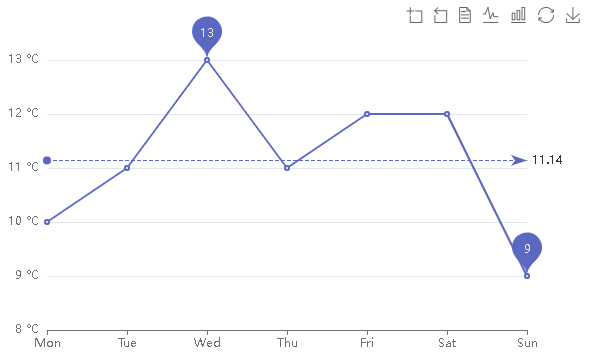 13
13 °C
12 °C
11 °C
11.14
10 °C
9
9 °C
8 °C
Mon Tue Wed Thu Fri Sat Sun